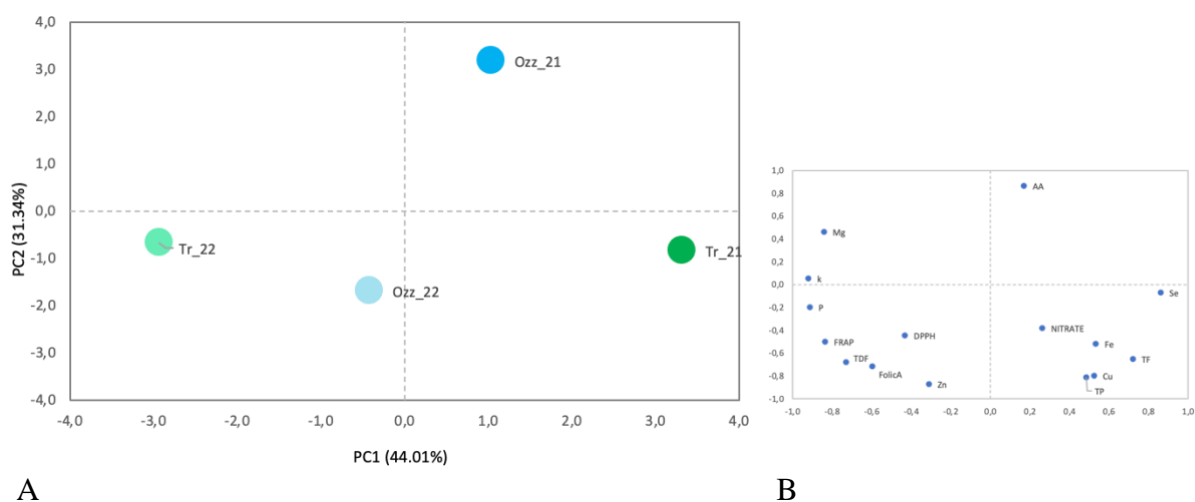 4,0
3,0
2,0
1,0
0,0
-1,0
-2,0
-3,0
-4,0
PC2 (31.34%)
Ozz_21
Tr_22
Ozz_22
Tr_21
-4,0 -3,0 -2,0 -1,0 0,0 1,0 2,0 3,0 4,0
PC1 (44.01%)
A
1,0
0,8
0,6
0,4
0,2
0,0
-0,2
-0,4
-0,6
-0,8
-1,0
AA
Mg
k
Se
P
NITRATE
DPPH
FRAP
Fe
TDF
TF
FolicA
Cu
Zn
TP
-1,0 -0,8 -0,6 -0,4 -0,2 0,0 0,2 0,4 0,6 0,8 1,0
B